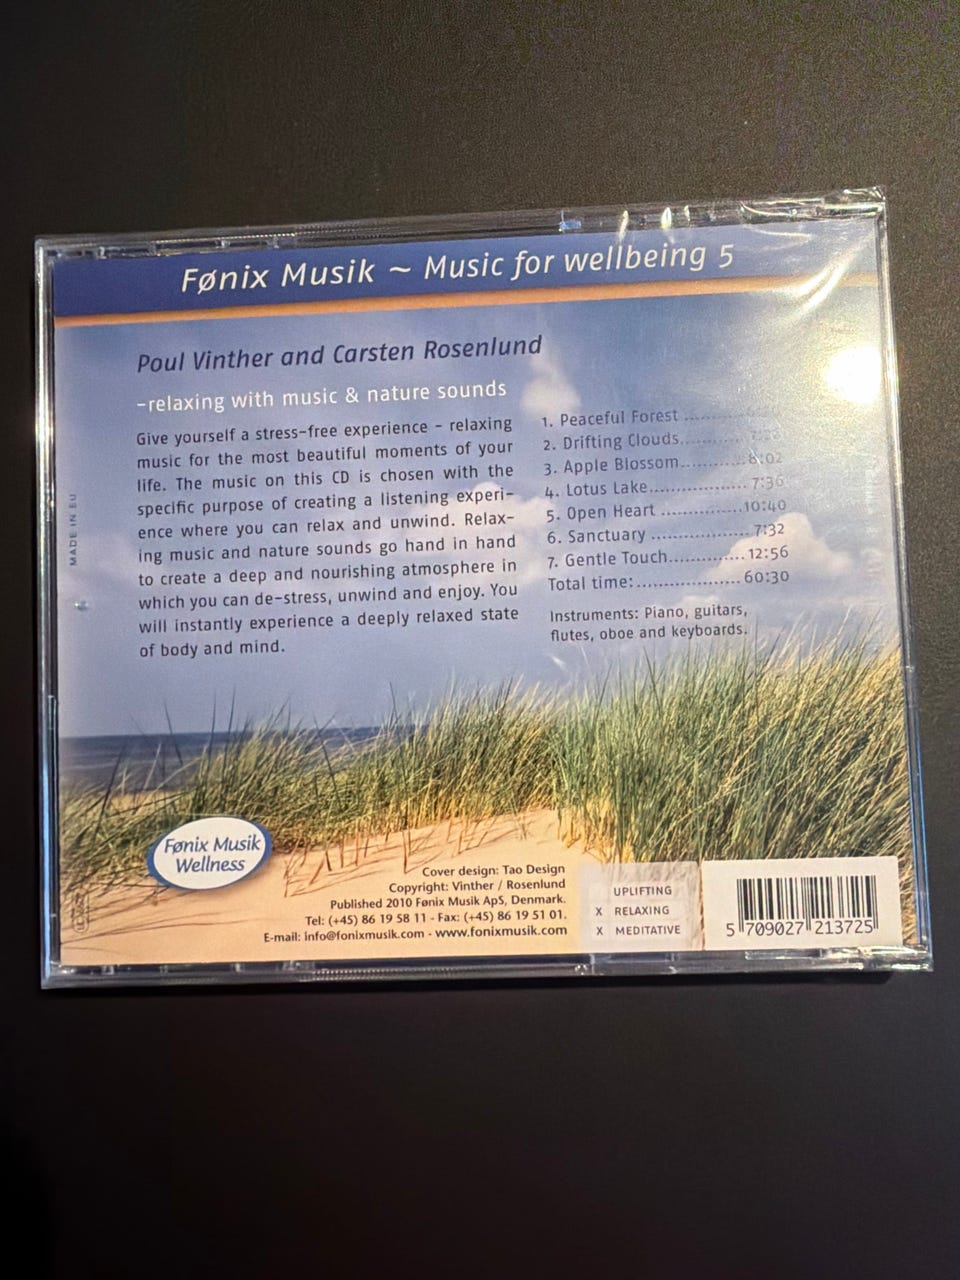 Fønix Musik ~ Music for wellbeing 5
Poul Vinther and Carsten Rosenlund
–relaxing with music & nature sounds
Give yourself a stress-free experience – relaxing
music for the most beautiful moments of your
life. The music on this CD is chosen with the
specific purpose of creating a listening experi-
ence where you can relax and unwind. Relax-
ing music and nature sounds go hand in hand
to create a deep and nourishing atmosphere in
which you can de-stress, unwind and enjoy. You
will instantly experience a deeply relaxed state
of body and mind.
1. Peaceful Forest
2. Drifting Clouds
3. Apple Blossom............8:02
4. Lotus Lake..................7:36
5. Open Heart ...............10:40
6. Sanctuary ...................7:32
7. Gentle Touch..............12:56
Total time:....................60:30
Instruments: Piano, guitars,
flutes, oboe and keyboards.
MADE IN EU
Fønix Musik
Wellness
Cover design: Tao Design
Copyright: Vinther / Rosenlund
Published 2010 Fønix Musik ApS, Denmark.
Tel: (+45) 86 19 58 11 - Fax: (+45) 86 19 51 01.
E-mail: info@fonixmusik.com - www.fonixmusik.com
UPLIFTING
X RELAXING
X MEDITATIVE
5 709027 213725